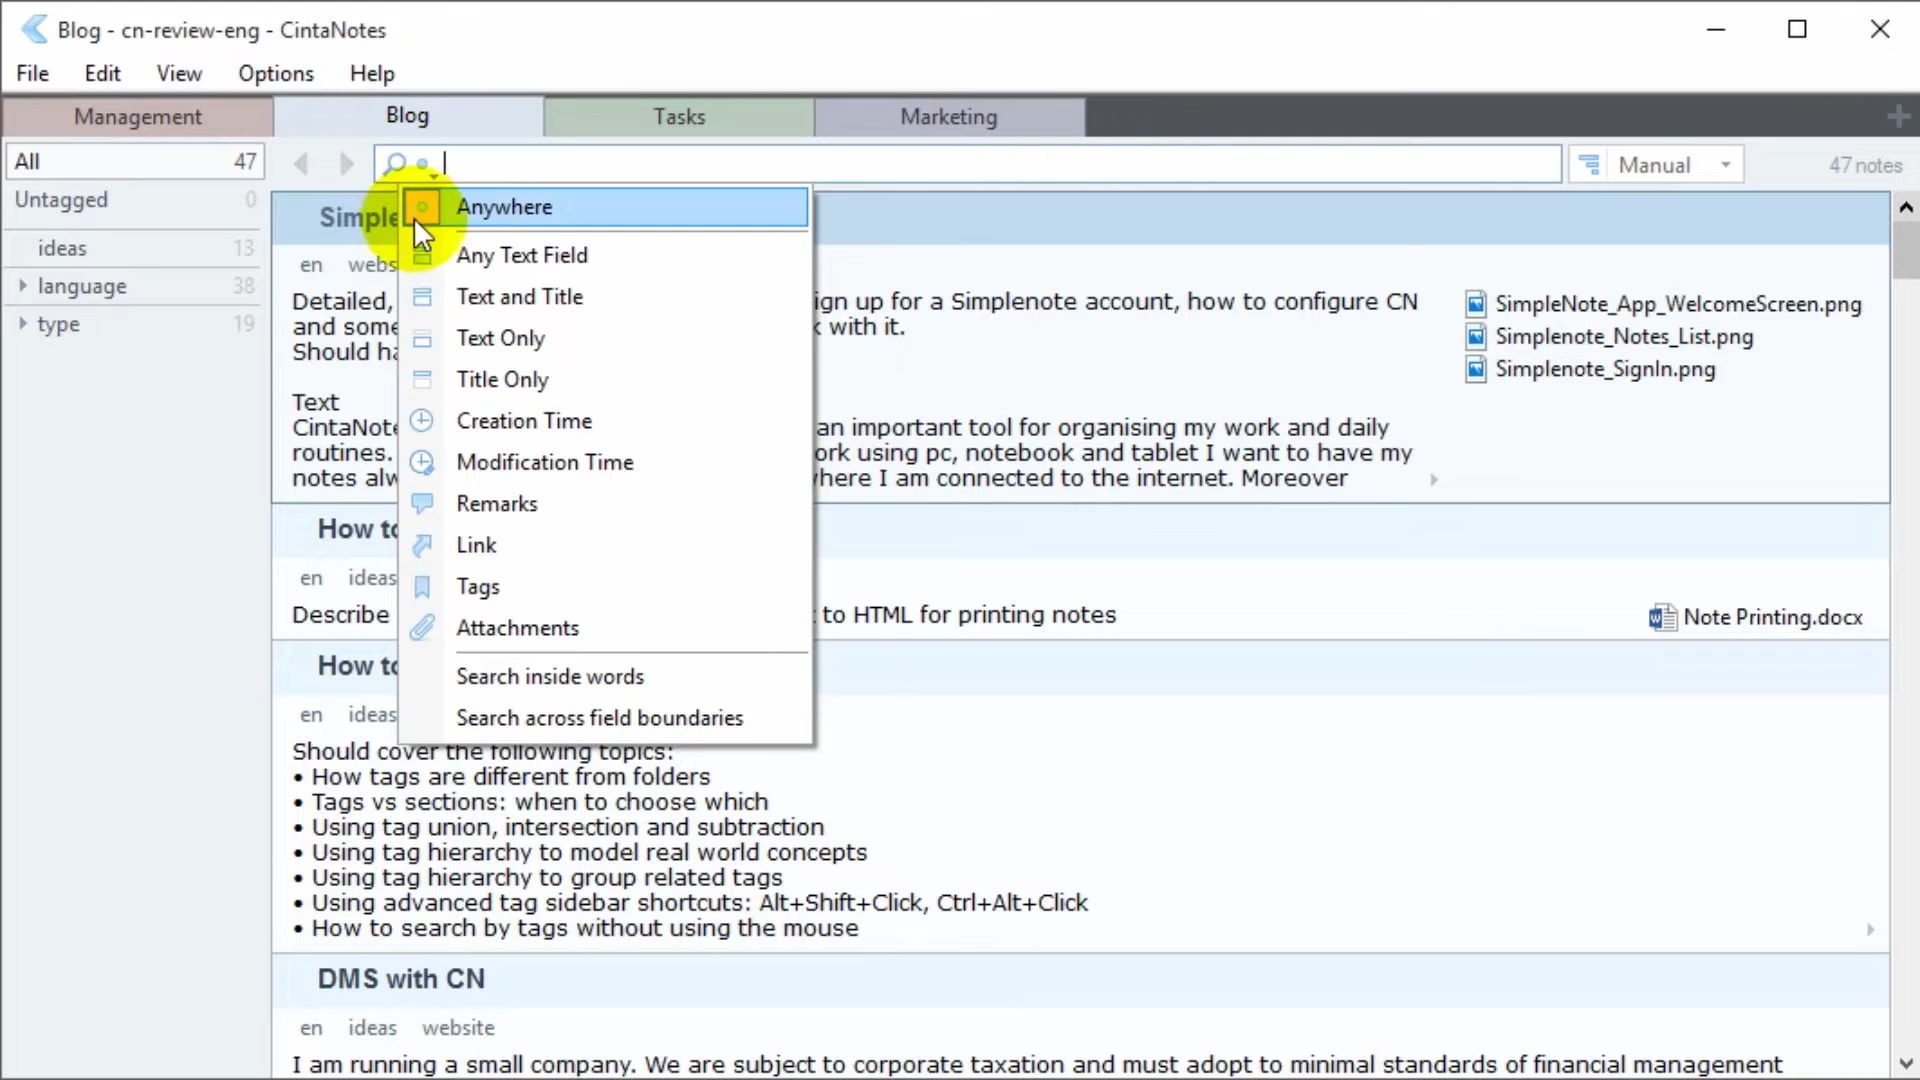 Blog - cn-review-eng - CintaNotes
File Edit View Options Help
Management Blog Tasks Marketing
All 47
Manual
47 notes
Untagged 0
ideas 13
language 38
type 19
Anywhere
Any Text Field
Text and Title
Text Only
Title Only
Creation Time
Modification Time
Remarks
Link
Tags
Attachments
Search inside words
Search across field boundaries
Simple
en webs
Detailed, ign up for a Simplenote account, how to configure CN
and some k with it.
Should ha
SimpleNote_App_WelcomeScreen.png
Simplenote_Notes_List.png
Simplenote_SignIn.png
Text
CintaNote an important tool for organising my work and daily
routines. ork using pc, notebook and tablet I want to have my
notes alw here I am connected to the internet. Moreover
How to
en ideas
Describe to HTML for printing notes
Note Printing.docx
How to
en ideas
Should cover the following topics:
• How tags are different from folders
• Tags vs sections: when to choose which
• Using tag union, intersection and subtraction
• Using tag hierarchy to model real world concepts
• Using tag hierarchy to group related tags
• Using advanced tag sidebar shortcuts: Alt+Shift+Click, Ctrl+Alt+Click
• How to search by tags without using the mouse
DMS with CN
en ideas website
I am running a small company. We are subject to corporate taxation and must adopt to minimal standards of financial management